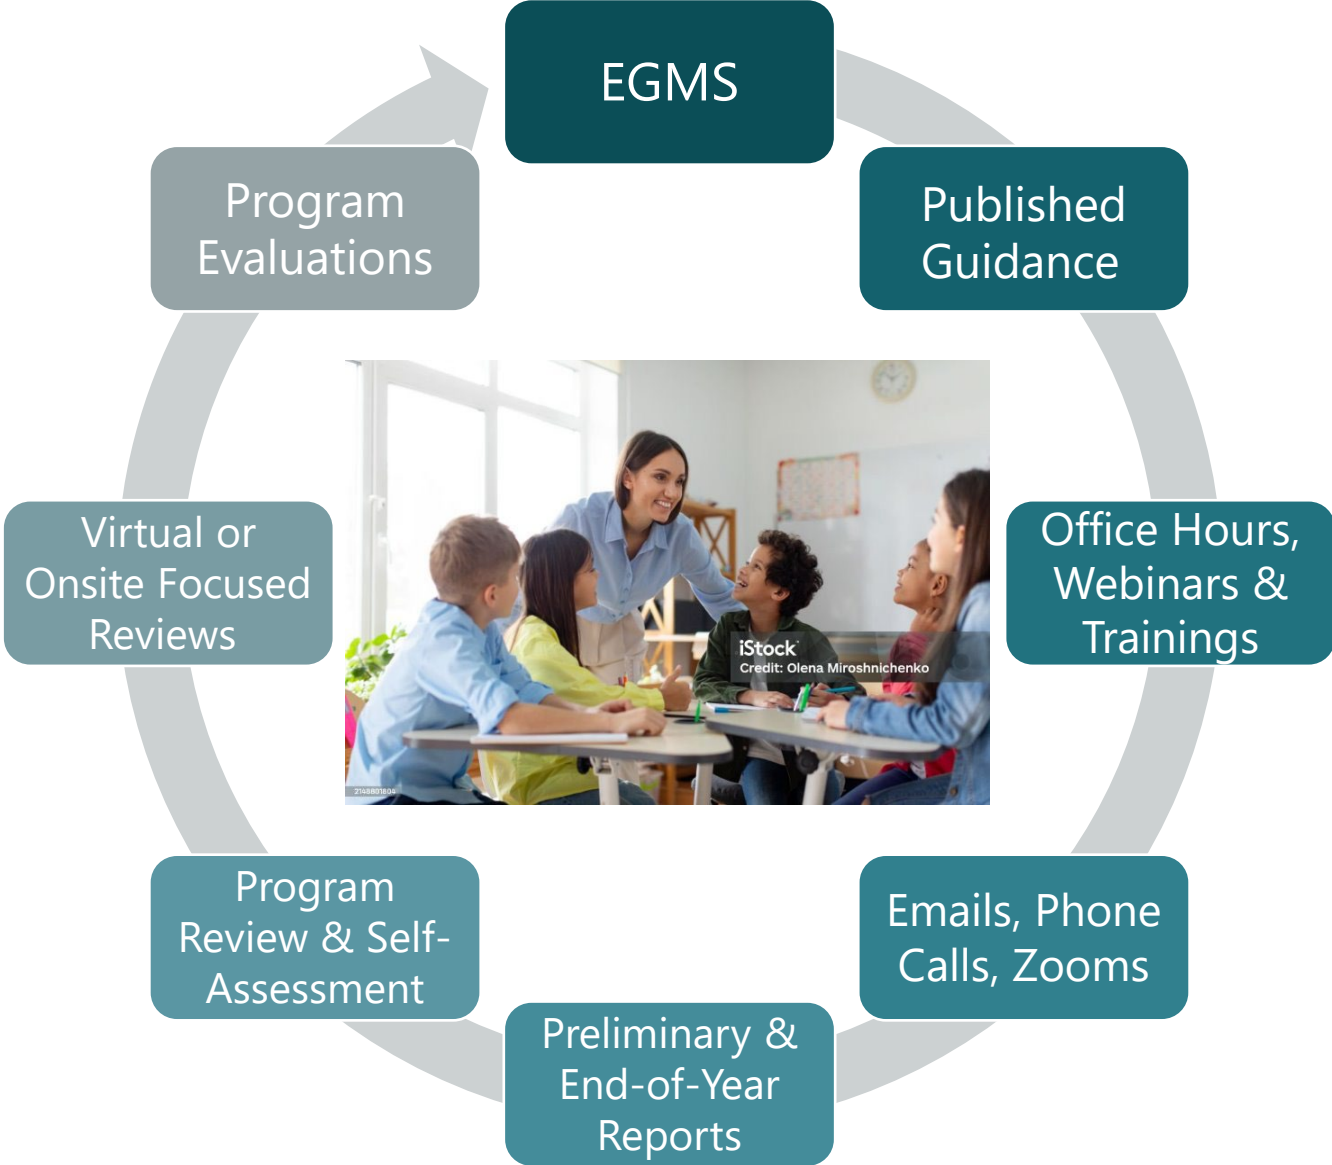 EGMS
Published
Guidance
Office Hours,
Webinars &
Trainings
Emails, Phone
Calls, Zooms
Preliminary &
End-of-Year
Reports
Program
Review & Self-
Assessment
Virtual or
Onsite Focused
Reviews
Program
Evaluations
iStock
Credit: Olena Miroshnichenko
2148801804